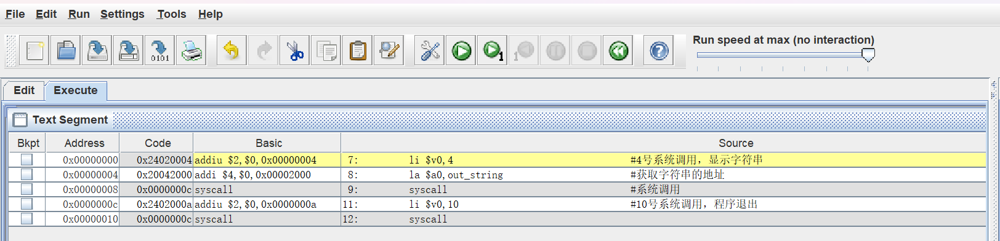 File Edit Run Settings Tools Help
0101 1 1 Run speed at max (no interaction)
Edit Execute
Text Segment
Bkpt Address Code Basic Source
0x00000000 0x24020004 addiu $2,$0,0x00000004 7: li $v0,4 #4号系统调用，显示字符串
0x00000004 0x20042000 addi $4,$0,0x00002000 8: la $a0,out_string #获取字符串的地址
0x00000008 0x0000000c syscall 9: syscall #系统调用
0x0000000c 0x2402000a addiu $2,$0,0x0000000a 11: li $v0,10 #10号系统调用，程序退出
0x00000010 0x0000000c syscall 12: syscall